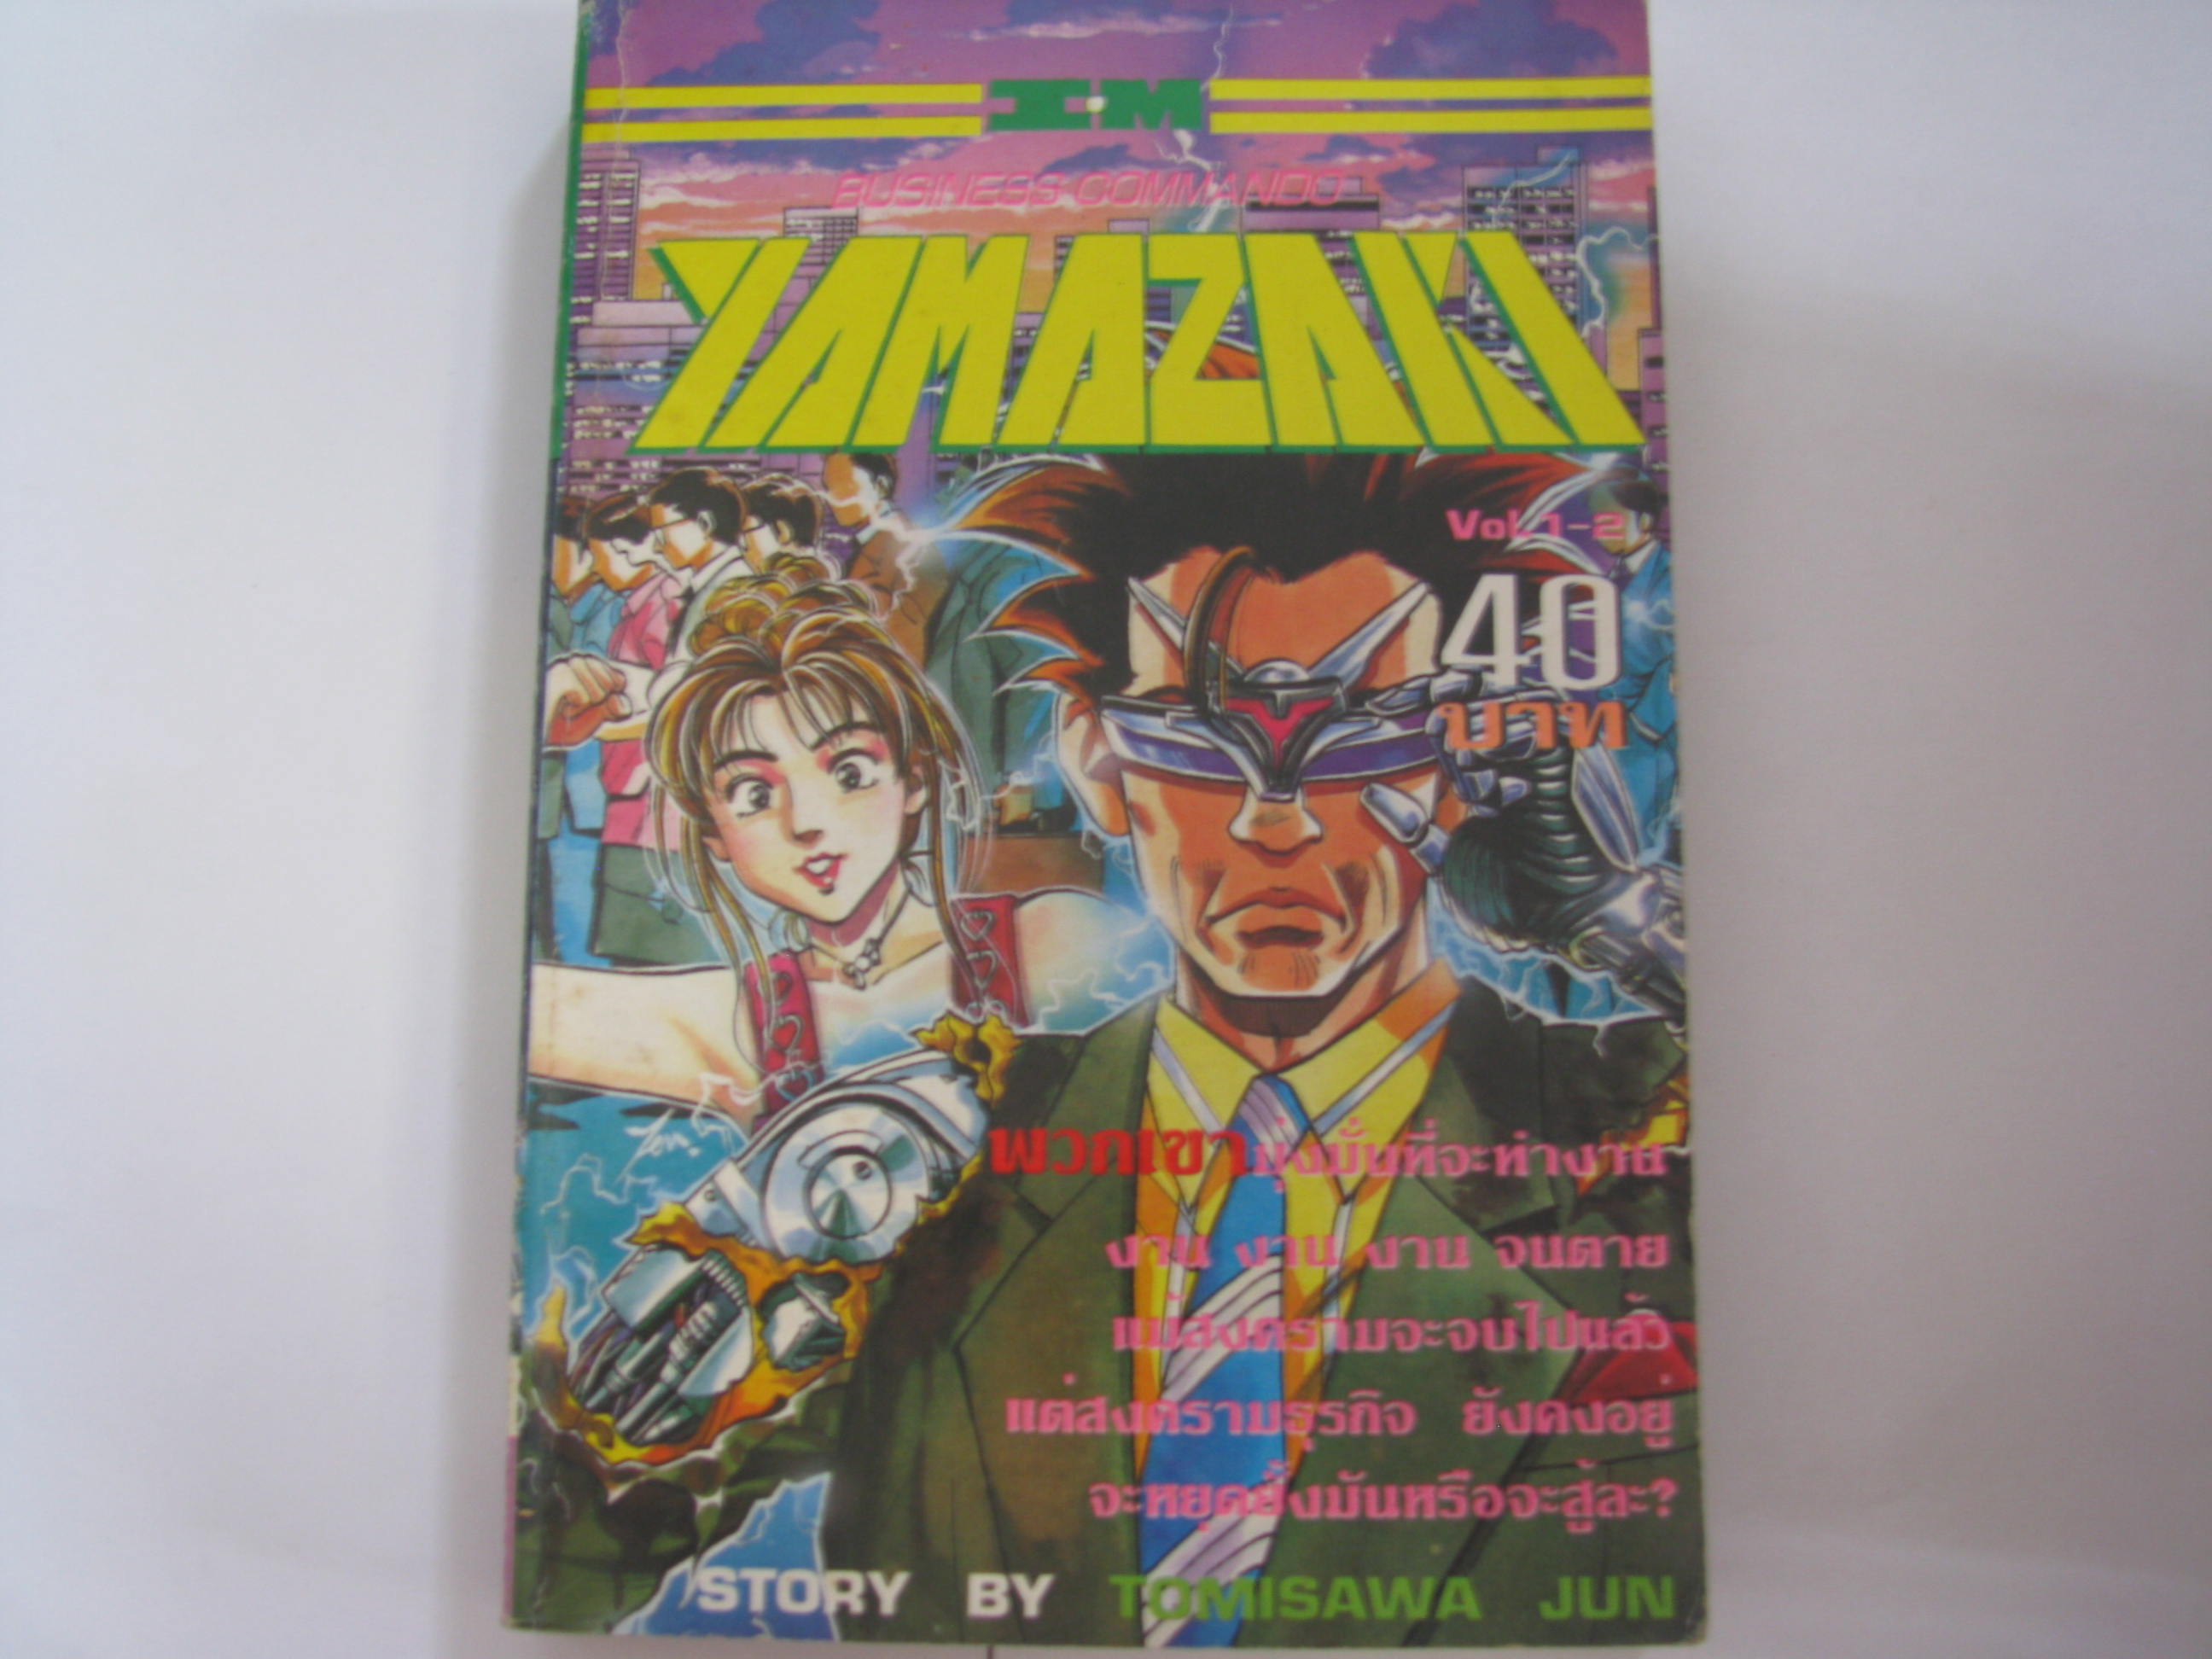 I·M
BUSINESS COMMANDO
YAMAZAKI
Vol.1-2
40
บาท
พวกเขามุ่งมั่นที่จะทำงาน
งาน งาน งาน จนตาย
แม้สงครามจะจบไปแล้ว
แต่สงครามธุรกิจ ยังคงอยู่
จะหยุดยั้งมันหรือจะสู้ละ?
STORY BY TOMISAWA JUN